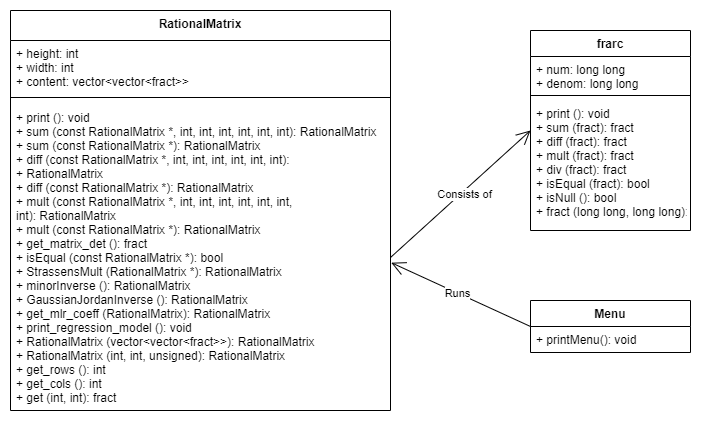 RationalMatrix
+ height: int
+ width: int
+ content: vector<vector<fract>>
+ print (): void
+ sum (const RationalMatrix *, int, int, int, int, int, int): RationalMatrix
+ sum (const RationalMatrix *): RationalMatrix
+ diff (const RationalMatrix *, int, int, int, int, int, int):
+ RationalMatrix
+ diff (const RationalMatrix *): RationalMatrix
+ mult (const RationalMatrix *, int, int, int, int, int,
int): RationalMatrix
+ mult (const RationalMatrix *): RationalMatrix
+ get_matrix_det (): fract
+ isEqual (const RationalMatrix *): bool
+ StrassensMult (RationalMatrix *): RationalMatrix
+ minorInverse (): RationalMatrix
+ GaussianJordanInverse (): RationalMatrix
+ get_mlr_coeff (RationalMatrix): RationalMatrix
+ print_regression_model (): void
+ RationalMatrix (vector<vector<fract>>): RationalMatrix
+ RationalMatrix (int, int, unsigned): RationalMatrix
+ get_rows (): int
+ get_cols (): int
+ get (int, int): fract
Consists of
Runs
frarc
+ num: long long
+ denom: long long
+ print (): void
+ sum (fract): fract
+ diff (fract): fract
+ mult (fract): fract
+ div (fract): fract
+ isEqual (fract): bool
+ isNull (): bool
+ fract (long long, long long):
Menu
+ printMenu(): void